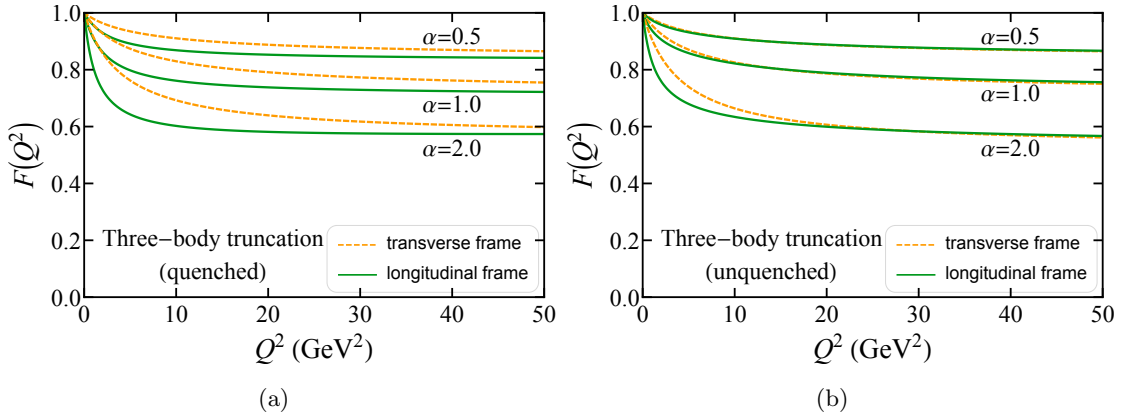 1.0
0.8
0.6
0.4
0.2
0.0
F(Q²)
α=0.5
α=1.0
α=2.0
Three−body truncation
(quenched)
transverse frame
longitudinal frame
0 10 20 30 40 50
Q² (GeV²)
(a)
1.0
0.8
0.6
0.4
0.2
0.0
F(Q²)
α=0.5
α=1.0
α=2.0
Three−body truncation
(unquenched)
transverse frame
longitudinal frame
0 10 20 30 40 50
Q² (GeV²)
(b)